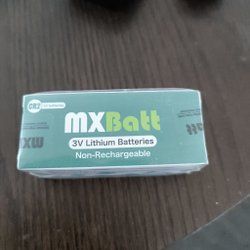 CR2
MXBatt
3V Lithium Batteries
Non-Rechargeable